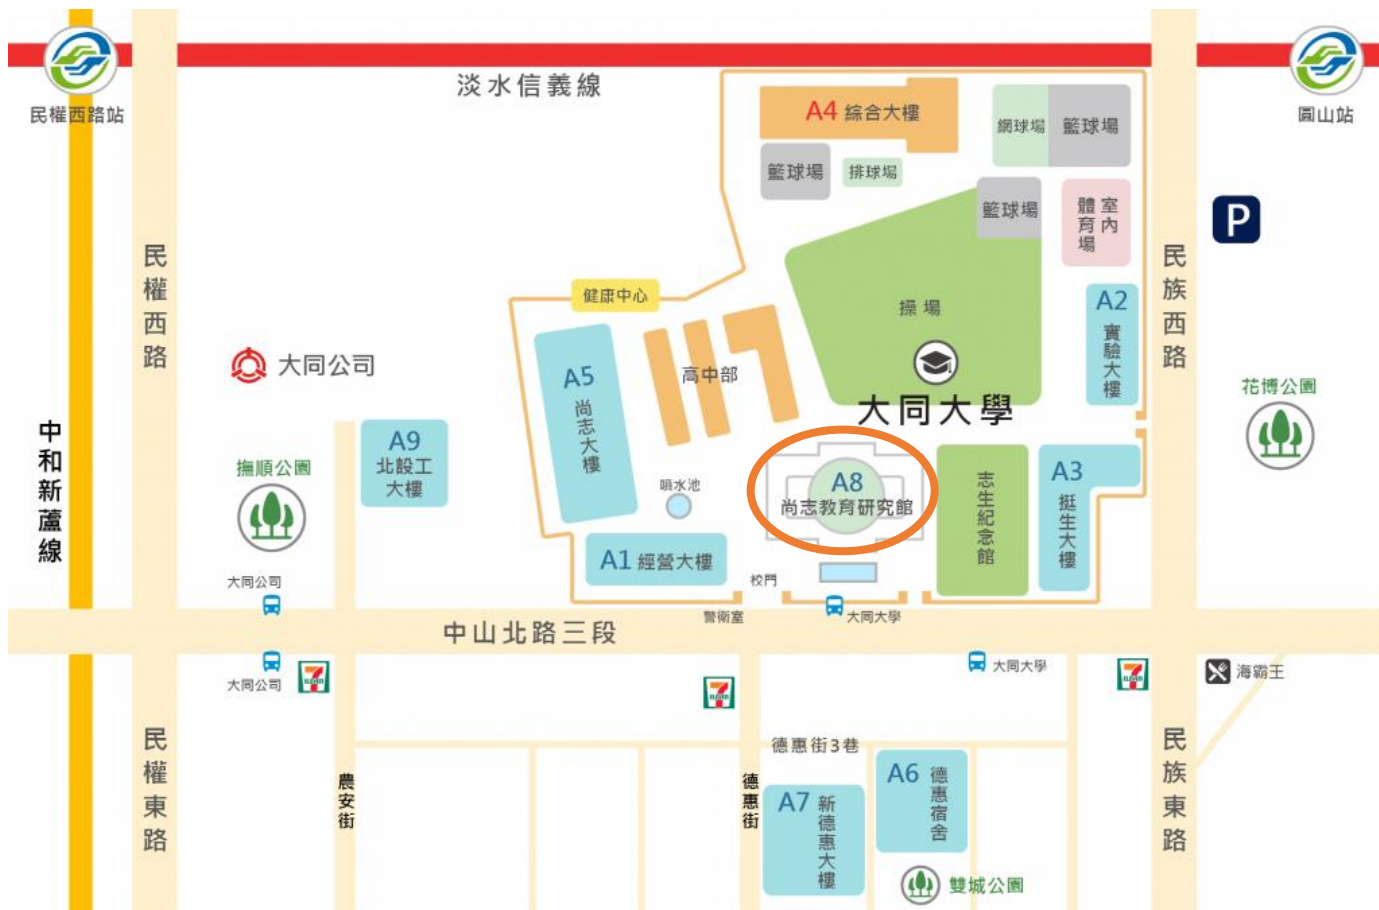 淡水信義線
民權西路站
圓山站
A4 綜合大樓
網球場
籃球場
籃球場
排球場
籃球場
室內
體育場
P
民權西路
民族西路
健康中心
操場
A2
實驗大樓
大同公司
A5
尚志大樓
高中部
大同大學
花博公園
中和新蘆線
A9
北設工
大樓
撫順公園
噴水池
A8
尚志教育研究館
志生紀念館
A3
挺生大樓
A1 經營大樓
大同公司
校門
警衛室
大同大學
中山北路三段
大同公司
7
ELEVEN
7
ELEVEN
大同大學
7
ELEVEN
海霸王
民權東路
農安街
德惠街
德惠街3巷
A7
新德惠大樓
A6
德惠宿舍
民族東路
雙城公園